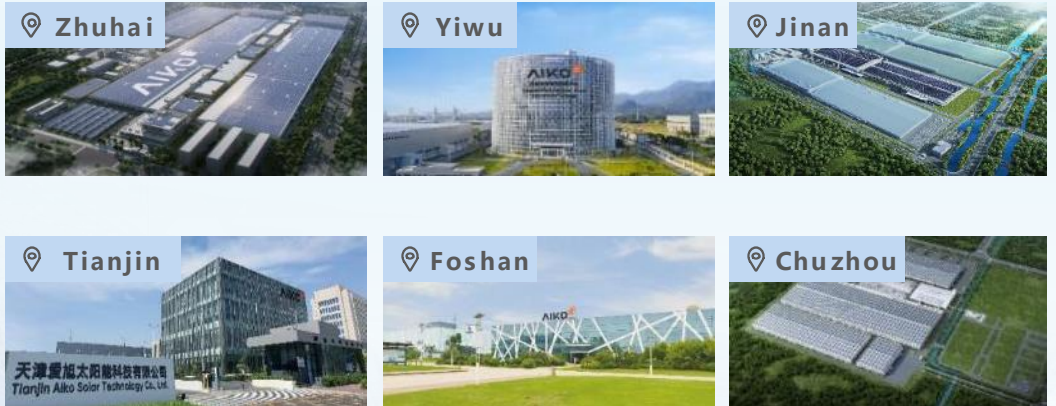 Zhuhai
AIKO
Yiwu
AIKO
Jinan
Tianjin
AIKO
天津爱旭太阳能科技有限公司
Tianjin Aiko Solar Technology Co., Ltd.
Foshan
AIKO
Chuzhou